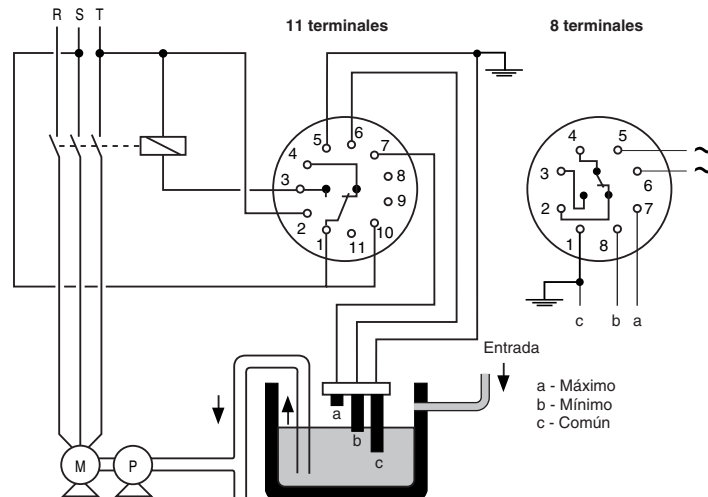 R S T
11 terminales
8 terminales
5
6
4
7
3
8
2
9
1
10
11
4
5
3
6
2
7
1
8
c b a
Entrada
a - Máximo
b - Mínimo
c - Común
a
b
c
M
P